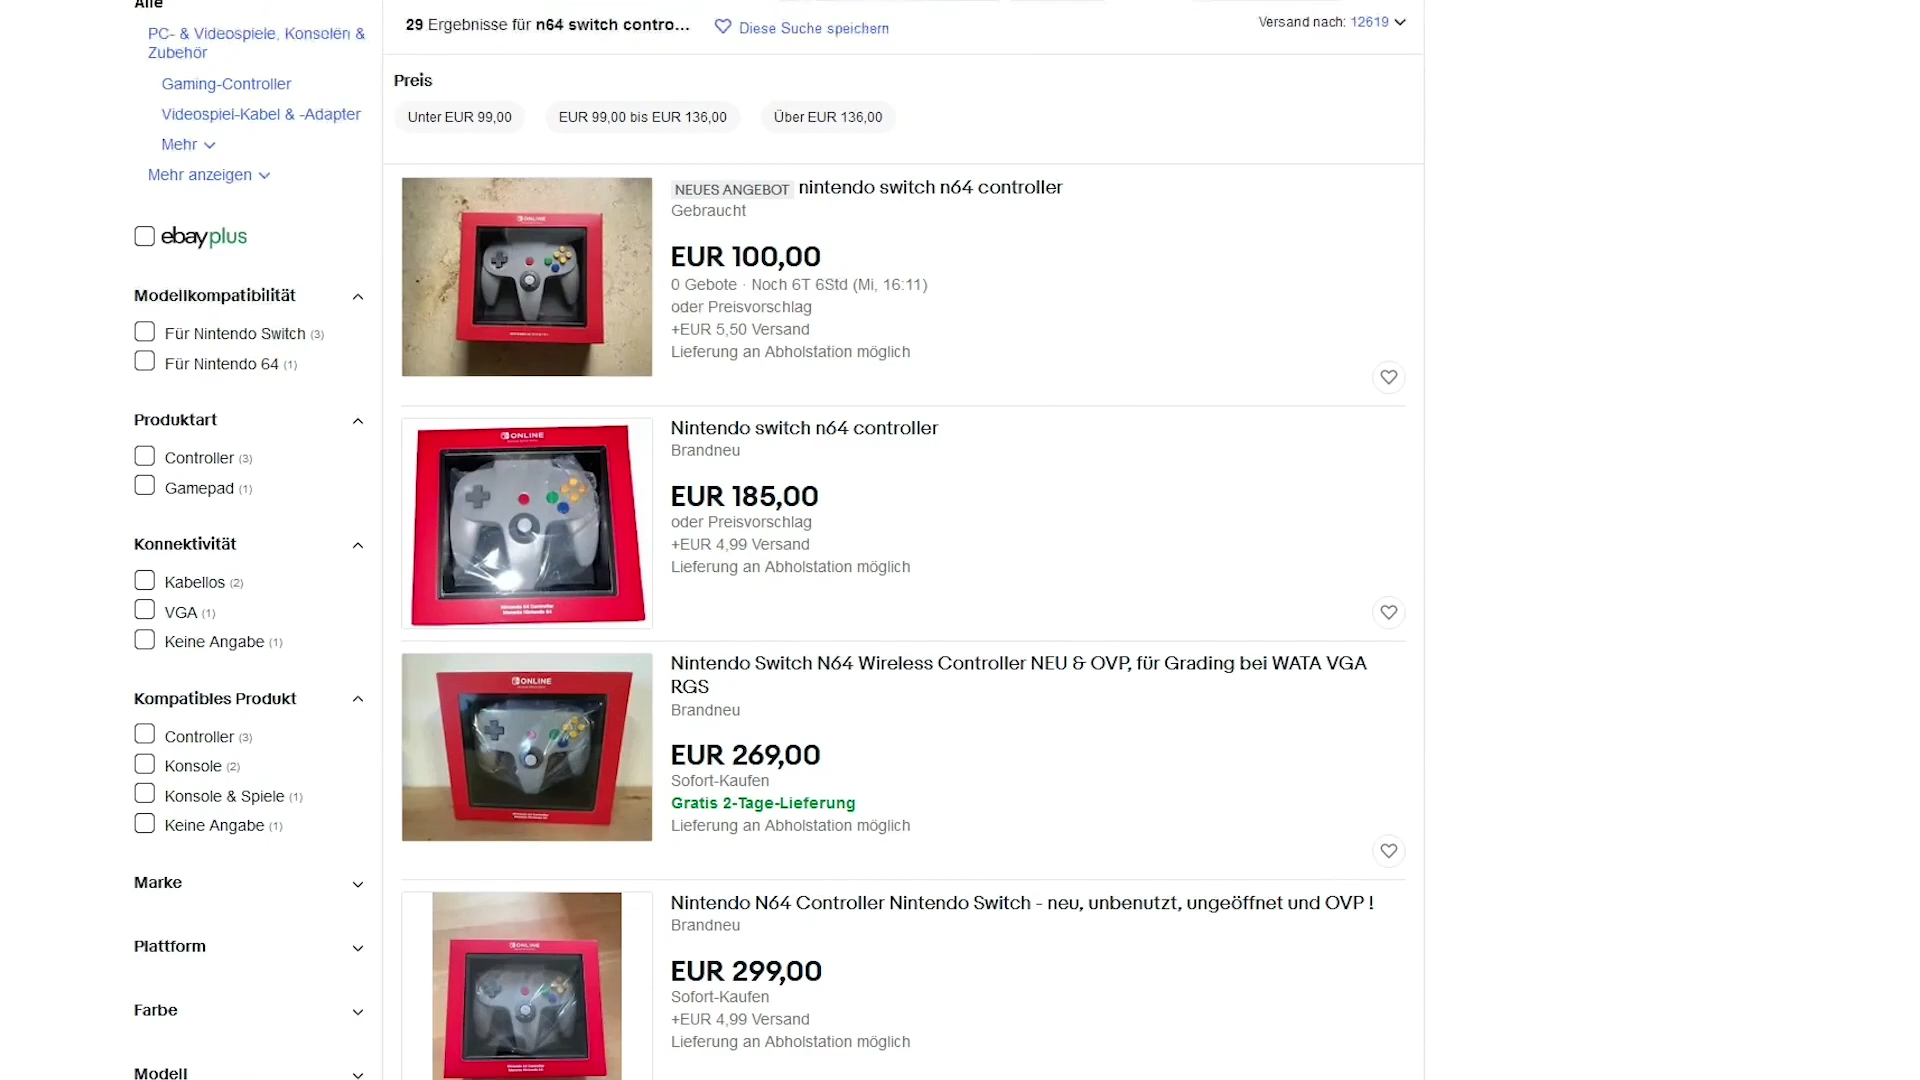 Alle
PC- & Videospiele, Konsolen &
Zubehör
Gaming-Controller
Videospiel-Kabel & -Adapter
Mehr
Mehr anzeigen
ebayplus
Modellkompatibilität
Für Nintendo Switch (3)
Für Nintendo 64 (1)
Produktart
Controller (3)
Gamepad (1)
Konnektivität
Kabellos (2)
VGA (1)
Keine Angabe (1)
Kompatibles Produkt
Controller (3)
Konsole (2)
Konsole & Spiele (1)
Keine Angabe (1)
Marke
Plattform
Farbe
Modell
29 Ergebnisse für n64 switch contro...
Diese Suche speichern
Versand nach: 12619
Preis
Unter EUR 99,00
EUR 99,00 bis EUR 136,00
Über EUR 136,00
ONLINE
NEUES ANGEBOT nintendo switch n64 controller
Gebraucht
EUR 100,00
0 Gebote · Noch 6T 6Std (Mi, 16:11)
oder Preisvorschlag
+EUR 5,50 Versand
Lieferung an Abholstation möglich
ONLINE
Nintendo 64 Controller
Nintendo switch n64 controller
Brandneu
EUR 185,00
oder Preisvorschlag
+EUR 4,99 Versand
Lieferung an Abholstation möglich
ONLINE
Nintendo Switch N64 Wireless Controller NEU & OVP, für Grading bei WATA VGA
RGS
Brandneu
EUR 269,00
Sofort-Kaufen
Gratis 2-Tage-Lieferung
Lieferung an Abholstation möglich
ONLINE
Nintendo N64 Controller Nintendo Switch - neu, unbenutzt, ungeöffnet und OVP !
Brandneu
EUR 299,00
Sofort-Kaufen
+EUR 4,99 Versand
Lieferung an Abholstation möglich